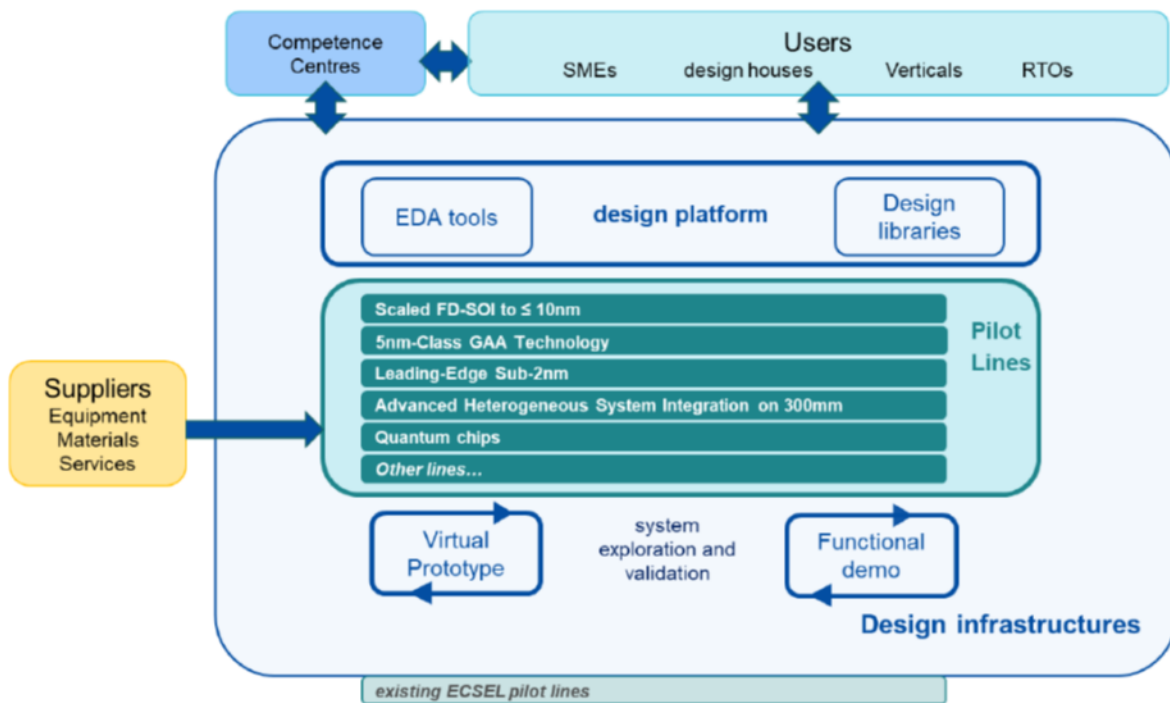 Competence
Centres
Users
SMEs design houses Verticals RTOs
EDA tools
design platform
Design
libraries
Scaled FD-SOI to ≤ 10nm
5nm-Class GAA Technology
Leading-Edge Sub-2nm
Advanced Heterogeneous System Integration on 300mm
Quantum chips
Other lines…
Pilot
Lines
Suppliers
Equipment
Materials
Services
Virtual
Prototype
system
exploration and
validation
Functional
demo
Design infrastructures
existing ECSEL pilot lines